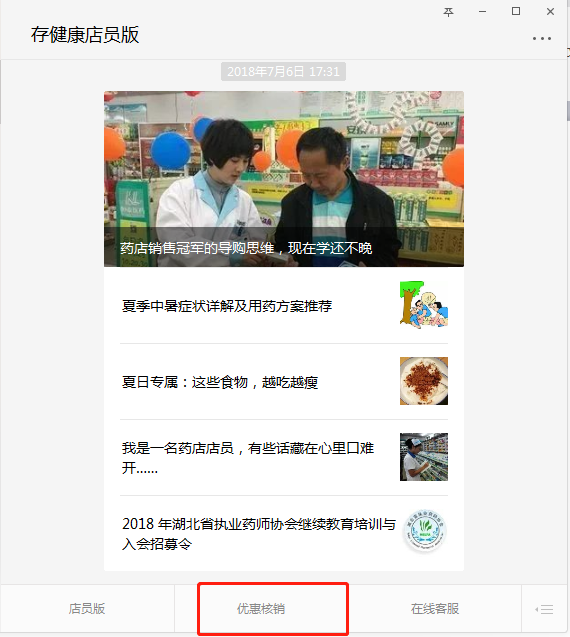 存健康店员版
2018年7月6日 17:31
药店销售冠军的导购思维，现在学还不晚
夏季中暑症状详解及用药方案推荐
夏日专属：这些食物，越吃越瘦
我是一名药店店员，有些话藏在心里口难
开……
2018 年湖北省执业药师协会继续教育培训与
入会招募令
店员版
优惠核销
在线客服